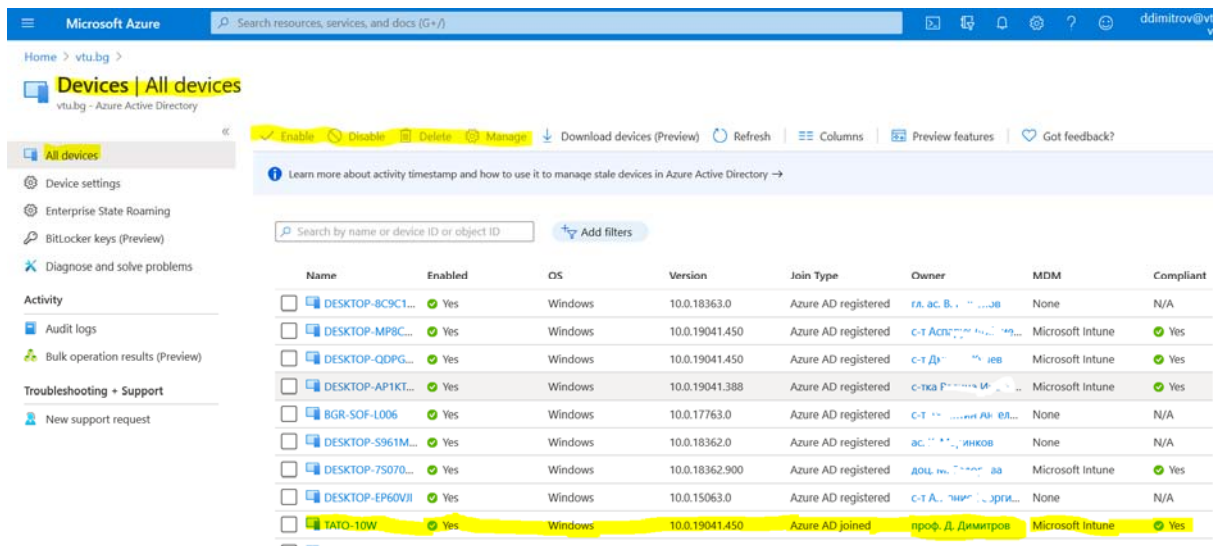 Microsoft Azure
Search resources, services, and docs (G+/)
ddimitrov@vt
Home > vtu.bg >
Devices | All devices
vtu.bg - Azure Active Directory
Enable Disable Delete Manage Download devices (Preview) Refresh Columns Preview features Got feedback?
All devices
Device settings
Enterprise State Roaming
BitLocker keys (Preview)
Diagnose and solve problems
Activity
Audit logs
Bulk operation results (Preview)
Troubleshooting + Support
New support request
Learn more about activity timestamp and how to use it to manage stale devices in Azure Active Directory →
Search by name or device ID or object ID
Add filters
Name Enabled OS Version Join Type Owner MDM Compliant
DESKTOP-8C9C1... Yes Windows 10.0.18363.0 Azure AD registered гл. ас. В. None N/A
DESKTOP-MP8C... Yes Windows 10.0.19041.450 Azure AD registered с-т Microsoft Intune Yes
DESKTOP-QDPG... Yes Windows 10.0.19041.450 Azure AD registered с-т Microsoft Intune Yes
DESKTOP-AP1KT... Yes Windows 10.0.19041.388 Azure AD registered с-тка Microsoft Intune Yes
BGR-SOF-L006 Yes Windows 10.0.17763.0 Azure AD registered с-т None N/A
DESKTOP-S961M... Yes Windows 10.0.18362.0 Azure AD registered ас. None N/A
DESKTOP-7S070... Yes Windows 10.0.18362.900 Azure AD registered доц. Microsoft Intune Yes
DESKTOP-EP60VJI Yes Windows 10.0.15063.0 Azure AD registered с-т None N/A
TATO-10W Yes Windows 10.0.19041.450 Azure AD joined проф. Д. Димитров Microsoft Intune Yes